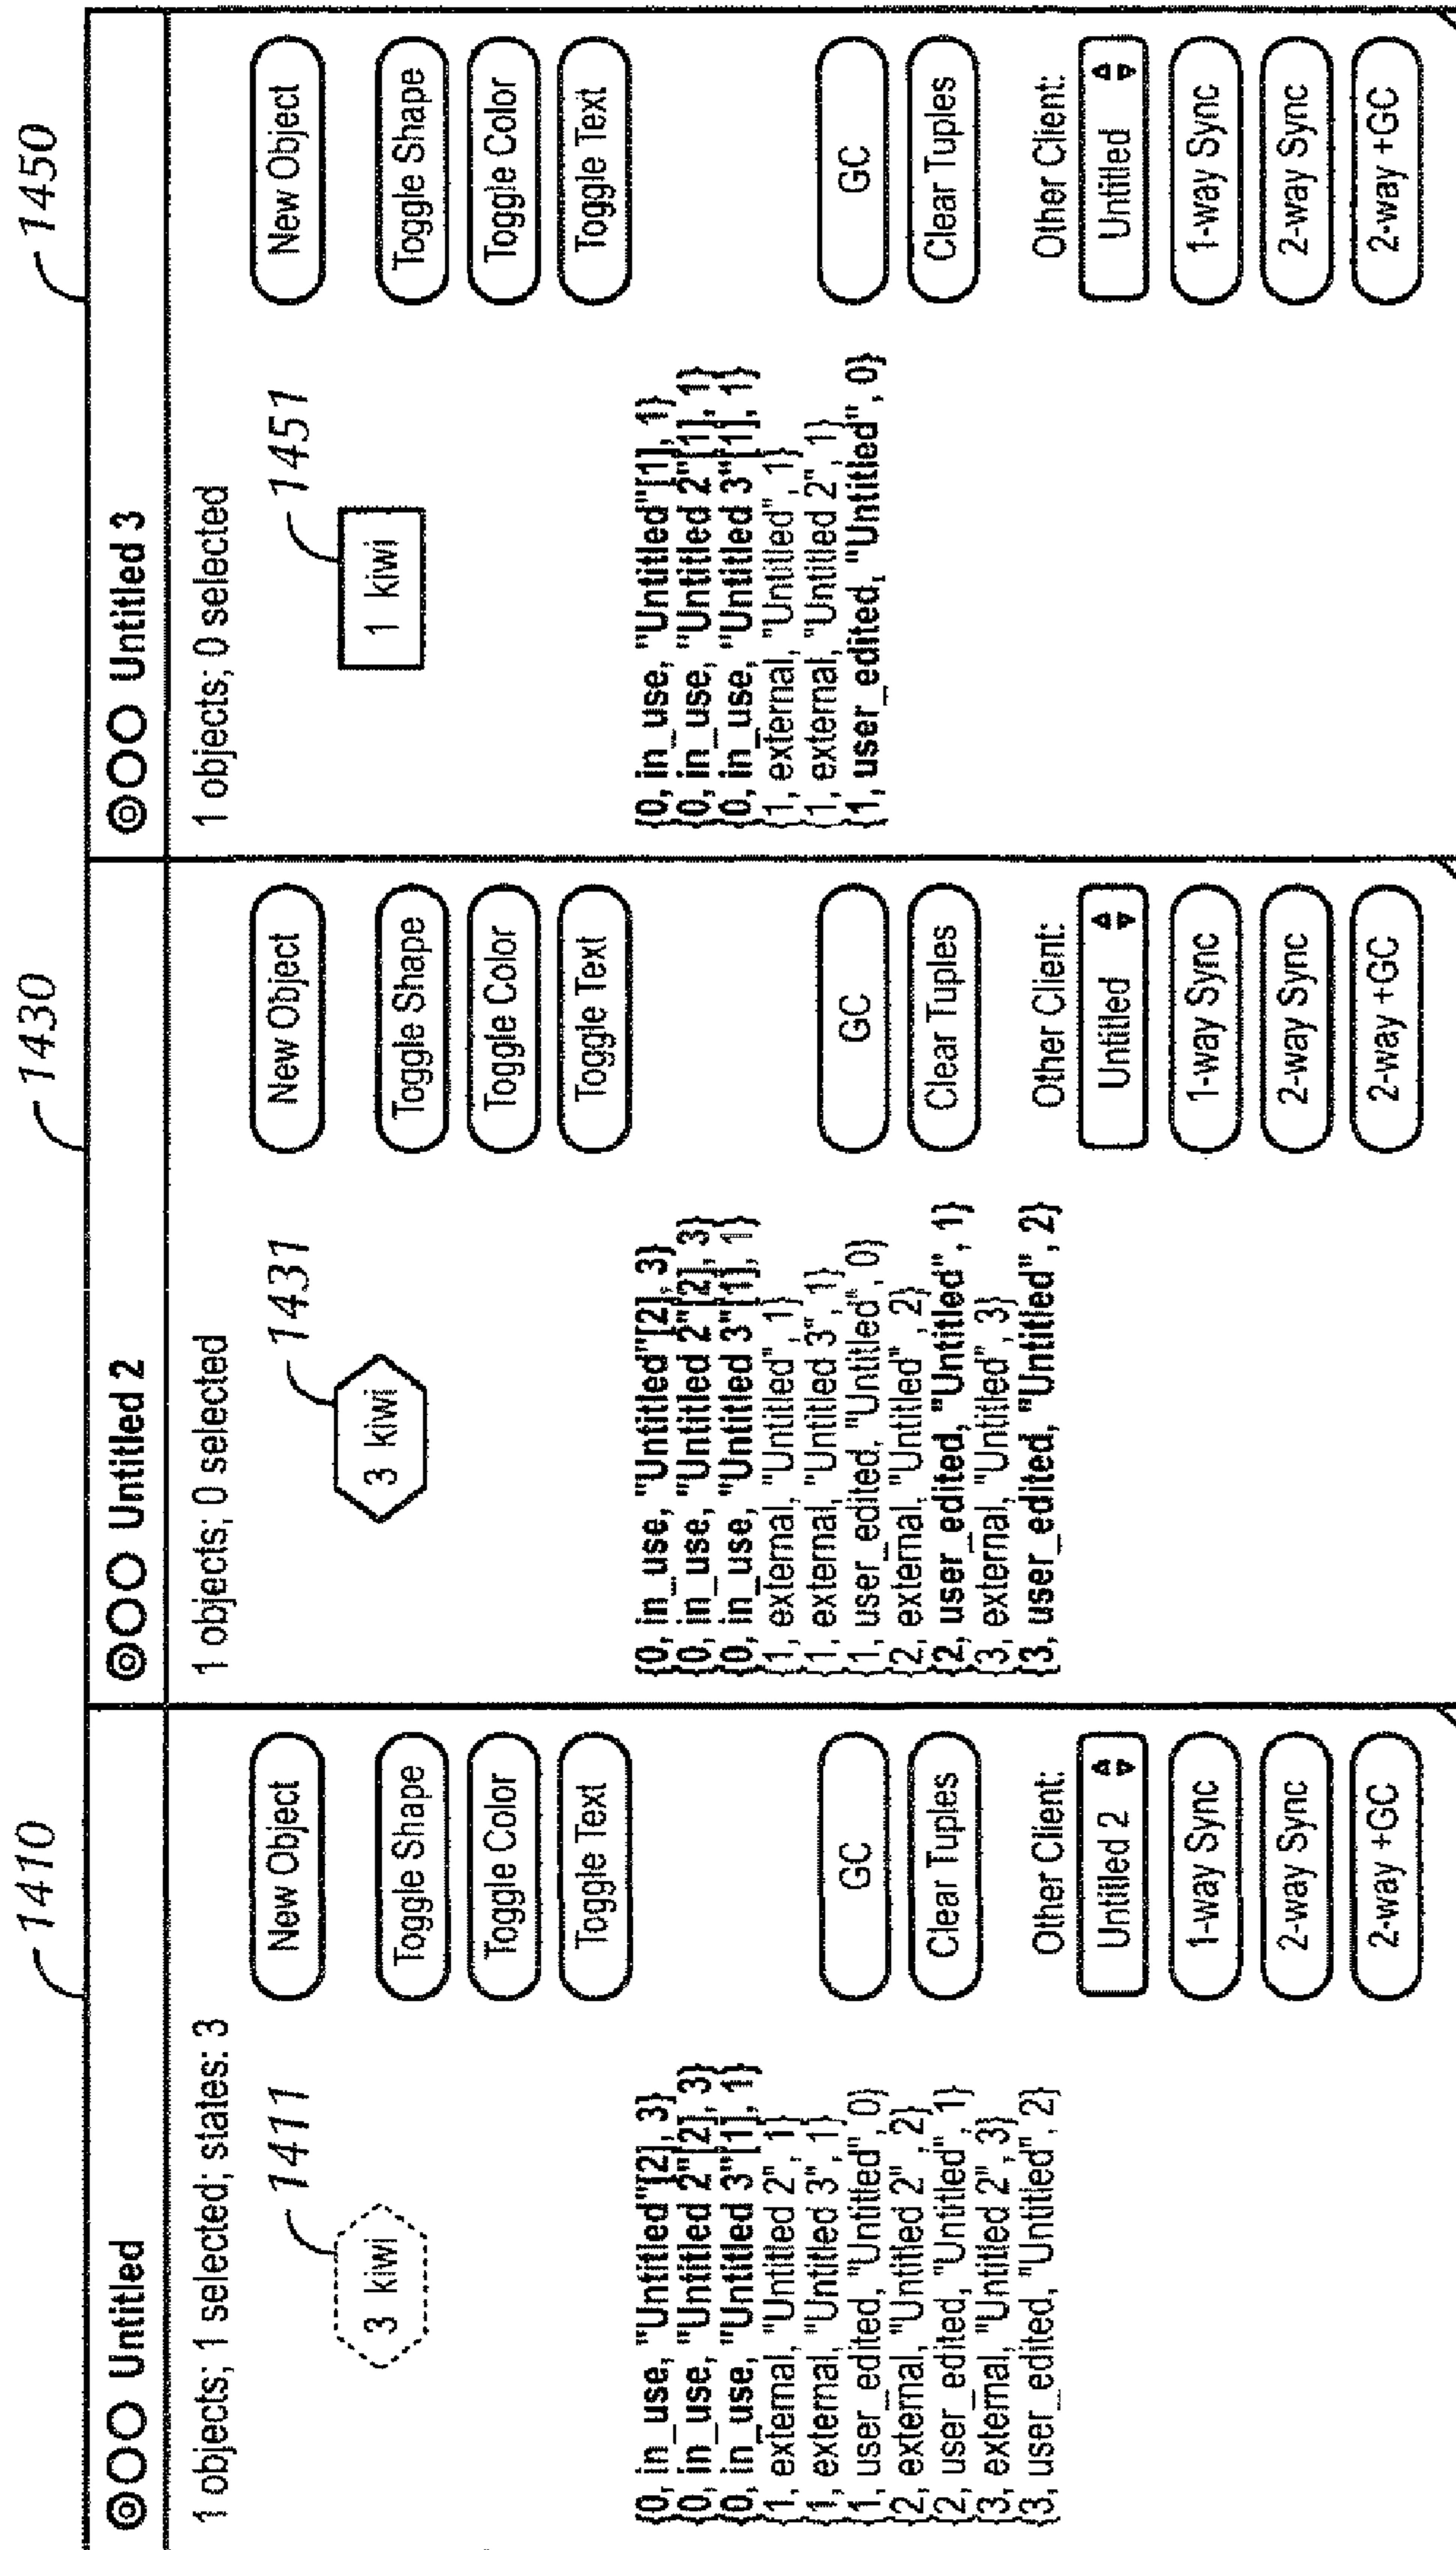 1410
Untitled
1 objects; 1 selected; states: 3
1411
3 kiwi
New Object
Toggle Shape
Toggle Color
Toggle Text
{0, in_use, "Untitled"[2], 3}
{0, in_use, "Untitled 2"[2], 3}
{0, in_use, "Untitled 3"[1], 1}
{1, external, "Untitled 2", 1}
{1, external, "Untitled 3", 1}
{1, user_edited, "Untitled", 0}
{2, external, "Untitled 2", 2}
{2, user_edited, "Untitled", 1}
{3, external, "Untitled 2", 3}
{3, user_edited, "Untitled", 2}
GC
Clear Tuples
Other Client:
Untitled 2
1-way Sync
2-way Sync
2-way +GC
1430
Untitled 2
1 objects; 0 selected
1431
3 kiwi
New Object
Toggle Shape
Toggle Color
Toggle Text
{0, in_use, "Untitled"[2], 3}
{0, in_use, "Untitled 2"[2], 3}
{0, in_use, "Untitled 3"[1], 1}
{1, external, "Untitled", 1}
{1, external, "Untitled 3", 1}
{1, user_edited, "Untitled", 0}
{2, external, "Untitled", 2}
{2, user_edited, "Untitled", 1}
{3, external, "Untitled", 3}
{3, user_edited, "Untitled", 2}
GC
Clear Tuples
Other Client:
Untitled
1-way Sync
2-way Sync
2-way +GC
1450
Untitled 3
1 objects; 0 selected
1451
1 kiwi
New Object
Toggle Shape
Toggle Color
Toggle Text
{0, in_use, "Untitled"[1], 1}
{0, in_use, "Untitled 2"[1], 1}
{0, in_use, "Untitled 3"[1], 1}
{1, external, "Untitled", 1}
{1, external, "Untitled 2", 1}
{1, user_edited, "Untitled", 0}
GC
Clear Tuples
Other Client:
Untitled
1-way Sync
2-way Sync
2-way +GC